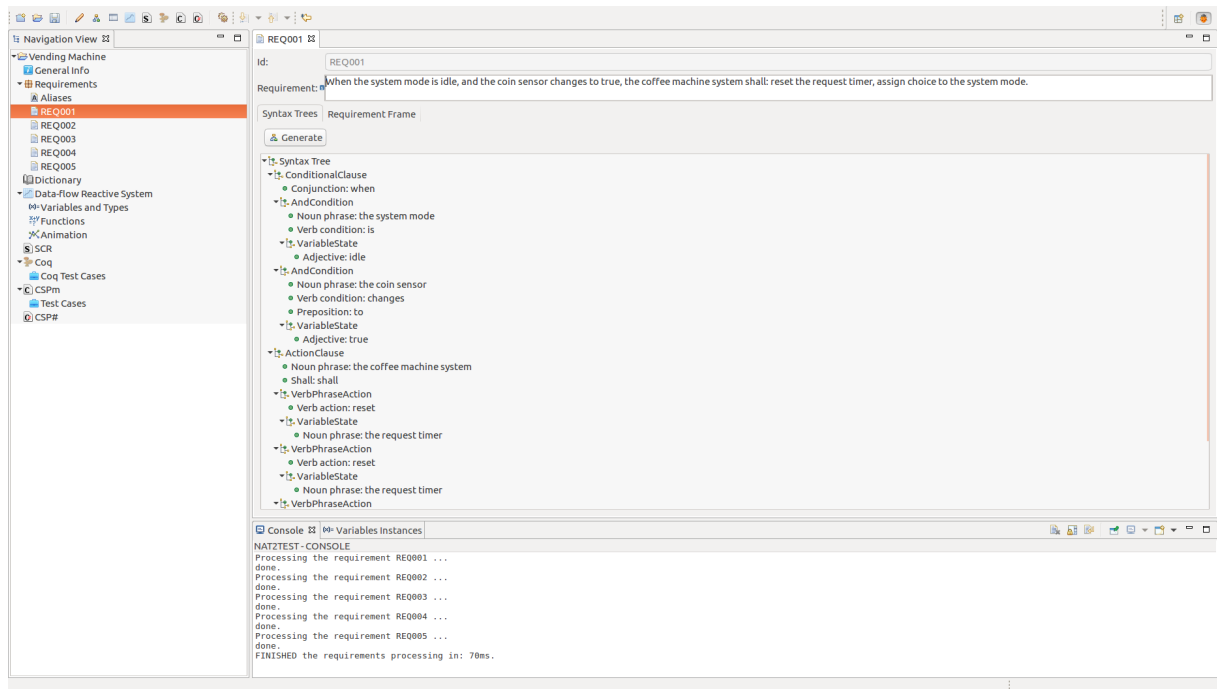 Navigation View
Vending Machine
General Info
Requirements
Aliases
REQ001
REQ002
REQ003
REQ004
REQ005
Dictionary
Data-flow Reactive System
Variables and Types
Functions
Animation
SCR
Coq
Coq Test Cases
CSPm
Test Cases
CSP#
REQ001
Id: REQ001
Requirement: When the system mode is idle, and the coin sensor changes to true, the coffee machine system shall: reset the request timer, assign choice to the system mode.
Syntax Trees Requirement Frame
Generate
Syntax Tree
ConditionalClause
Conjunction: when
AndCondition
Noun phrase: the system mode
Verb condition: is
VariableState
Adjective: idle
AndCondition
Noun phrase: the coin sensor
Verb condition: changes
Preposition: to
VariableState
Adjective: true
ActionClause
Noun phrase: the coffee machine system
Shall: shall
VerbPhraseAction
Verb action: reset
VariableState
Noun phrase: the request timer
VerbPhraseAction
Verb action: reset
VariableState
Noun phrase: the request timer
VerbPhraseAction
Console Variables Instances
NAT2TEST - CONSOLE
Processing the requirement REQ001 ...
done.
Processing the requirement REQ002 ...
done.
Processing the requirement REQ003 ...
done.
Processing the requirement REQ004 ...
done.
Processing the requirement REQ005 ...
done.
FINISHED the requirements processing in: 70ms.